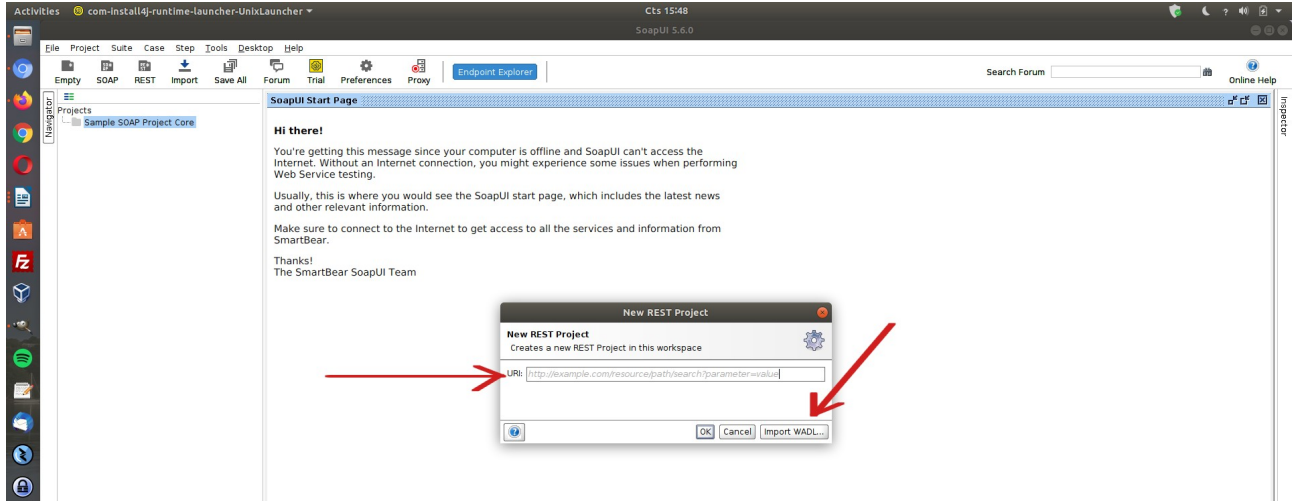 Activities com-install4j-runtime-launcher-UnixLauncher Cts 15:48
SoapUI 5.6.0
File Project Suite Case Step Tools Desktop Help
Empty SOAP REST Import Save All Forum Trial Preferences Proxy Endpoint Explorer Search Forum Online Help
Navigator
Projects
Sample SOAP Project Core
SoapUI Start Page
Inspector
Hi there!
You're getting this message since your computer is offline and SoapUI can't access the
Internet. Without an Internet connection, you might experience some issues when performing
Web Service testing.
Usually, this is where you would see the SoapUI start page, which includes the latest news
and other relevant information.
Make sure to connect to the Internet to get access to all the services and information from
SmartBear.
Thanks!
The SmartBear SoapUI Team
New REST Project
New REST Project
Creates a new REST Project in this workspace
URI: http://example.com/resource/path/search?parameter=value
OK Cancel Import WADL...